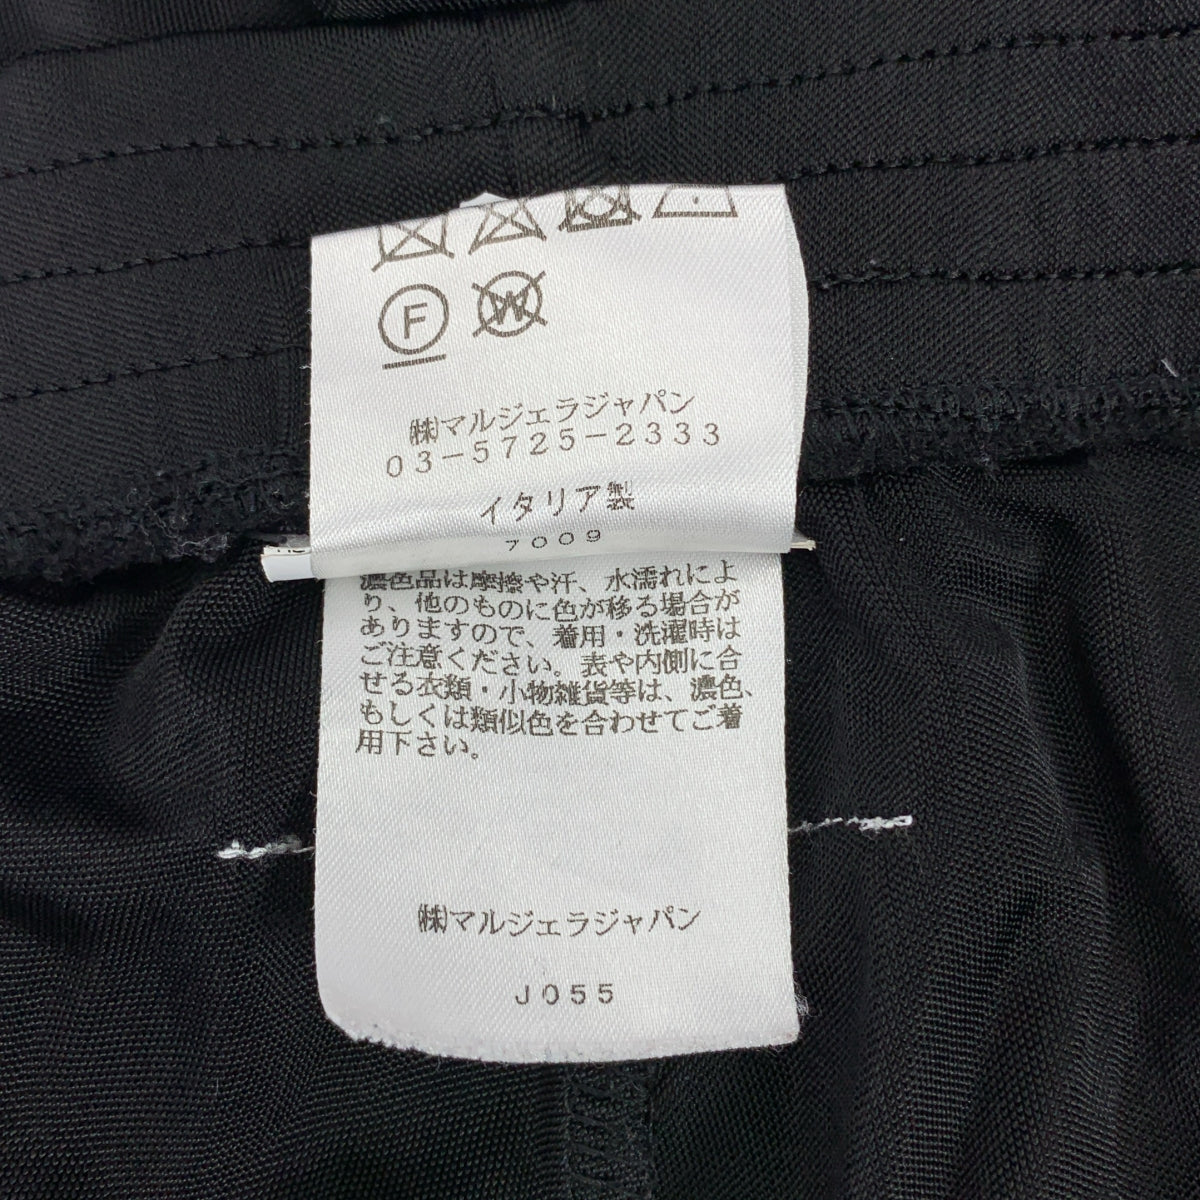 F
W
㈱マルジェラジャパン
03-5725-2333
イタリア製
7009
濃色品は摩擦や汗、水濡れによ
り、他のものに色が移る場合が
ありますので、着用・洗濯時は
ご注意ください。表や内側に合
せる衣類・小物雑貨等は、濃色、
もしくは類似色を合わせてご着
用下さい。
㈱マルジェラジャパン
J055